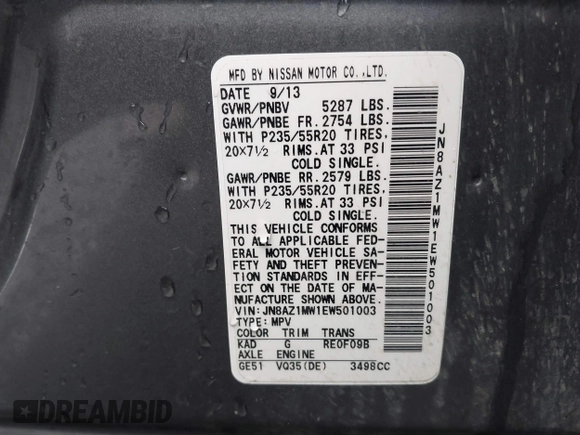 MFD BY NISSAN MOTOR CO.,LTD.
DATE 9/13
GVWR/PNBV 5287 LBS.
GAWR/PNBE FR. 2754 LBS.
WITH P235/55R20 TIRES,
20×7½ RIMS.AT 33 PSI
COLD SINGLE.
GAWR/PNBE RR. 2579 LBS.
WITH P235/55R20 TIRES,
20×7½ RIMS.AT 33 PSI
COLD SINGLE.
THIS VEHICLE CONFORMS
TO ALL APPLICABLE FED-
ERAL MOTOR VEHICLE SA-
FETY AND THEFT PREVEN-
TION STANDARDS IN EFF-
ECT ON THE DATE OF MA-
NUFACTURE SHOWN ABOVE.
VIN:JN8AZ1MW1EW501003
TYPE:MPV
COLOR TRIM TRANS
KAD G RE0F09B
AXLE ENGINE
GE51 VQ35(DE) 3498CC
JN8AZ1MW1EW501003
DREAMBID